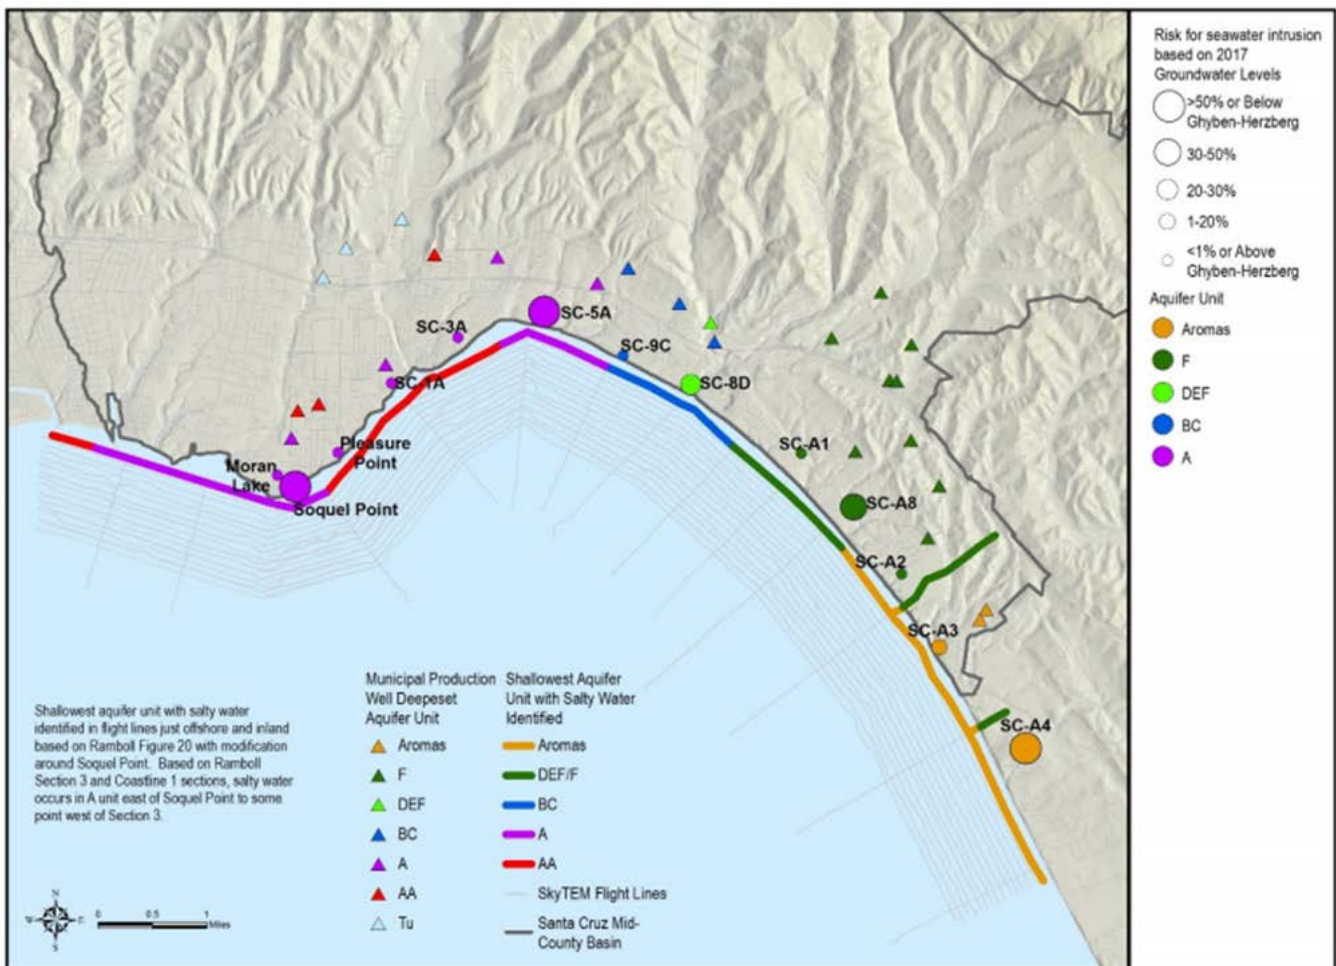 Risk for seawater intrusion
based on 2017
Groundwater Levels
>50% or Below
Ghyben-Herzberg
30-50%
20-30%
1-20%
<1% or Above
Ghyben-Herzberg
Aquifer Unit
Aromas
F
DEF
BC
A
SC-5A
SC-3A
SC-9C
SC-1A
SC-8D
Pleasure
Point
SC-A1
Moran
Lake
SC-A8
Soquel Point
SC-A2
SC-A3
SC-A4
Shallowest aquifer unit with salty water
identified in flight lines just offshore and inland
based on Ramboll Figure 20 with modification
around Soquel Point. Based on Ramboll
Section 3 and Coastline 1 sections, salty water
occurs in A unit east of Soquel Point to some
point west of Section 3.
Municipal Production
Well Deepeset
Aquifer Unit
Aromas
F
DEF
BC
A
AA
Tu
Shallowest Aquifer
Unit with Salty Water
Identified
Aromas
DEF/F
BC
A
AA
SkyTEM Flight Lines
Santa Cruz Mid-
County Basin
N
W E
S
0 0.5 1
Miles